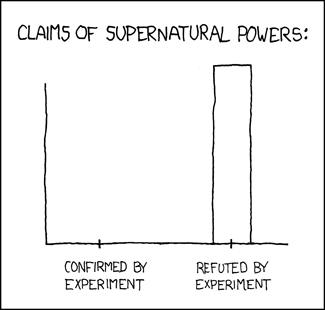 CLAIMS OF SUPERNATURAL POWERS:
CONFIRMED BY
EXPERIMENT
REFUTED BY
EXPERIMENT